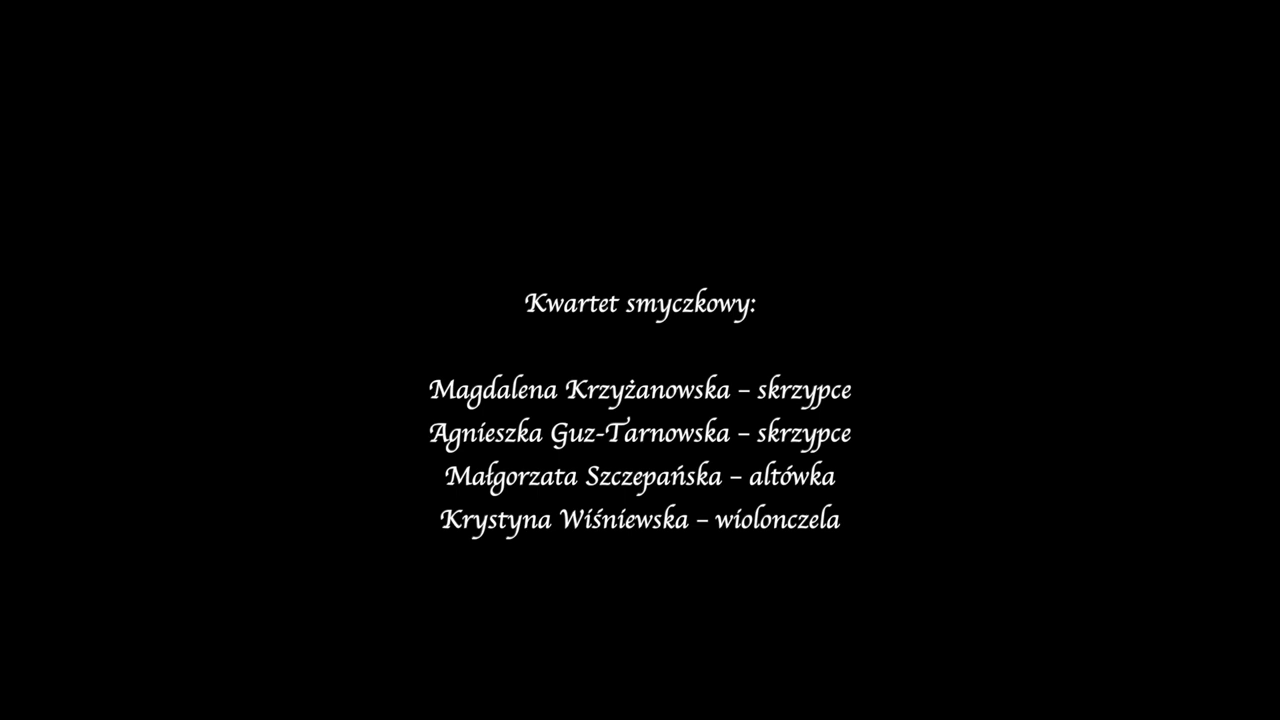 Kwartet smyczkowy:
Magdalena Krzyżanowska – skrzypce
Agnieszka Guz-Tarnowska – skrzypce
Małgorzata Szczepańska – altówka
Krystyna Wiśniewska – wiolonczela